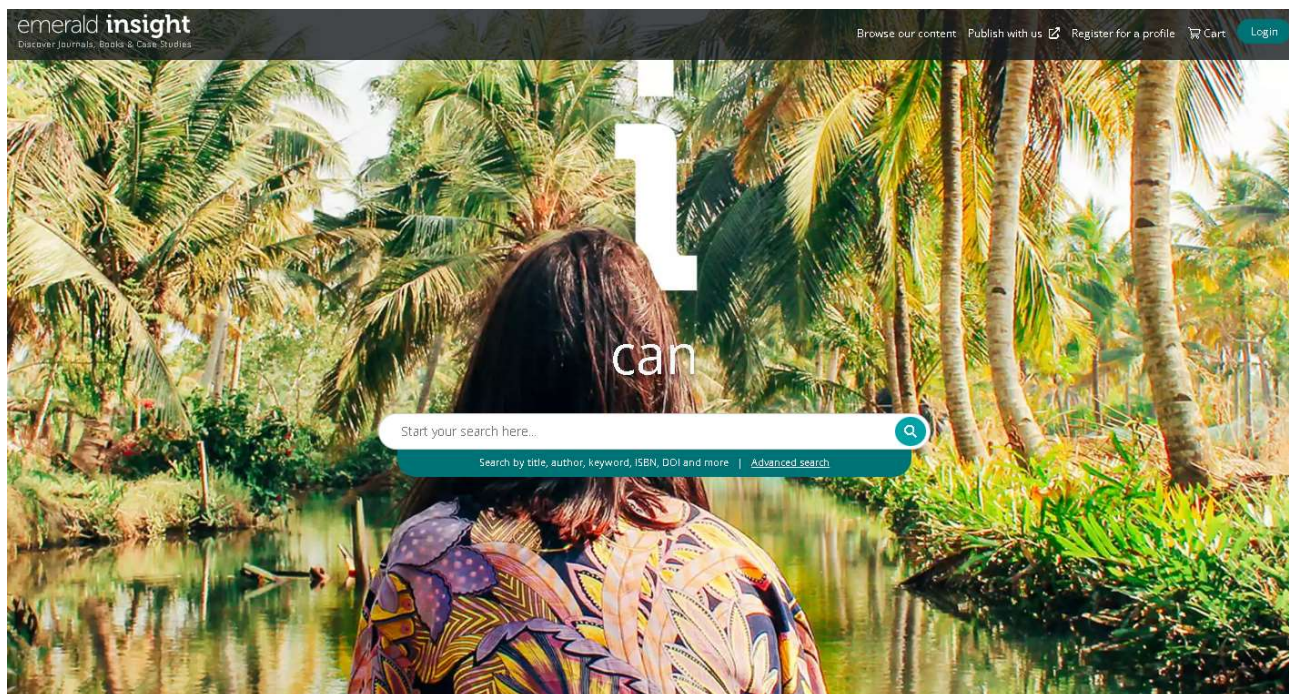 emerald insight
Discover Journals, Books & Case Studies
Browse our content Publish with us Register for a profile Cart Login
i
can
Start your search here...
Search by title, author, keyword, ISBN, DOI and more | Advanced search